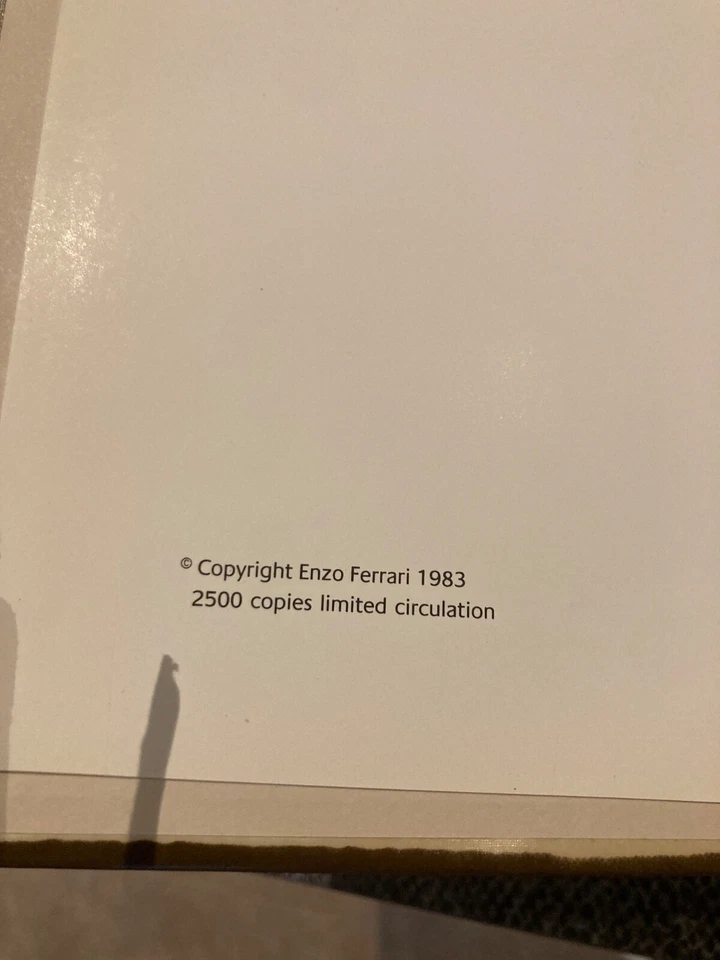 © Copyright Enzo Ferrari 1983
2500 copies limited circulation